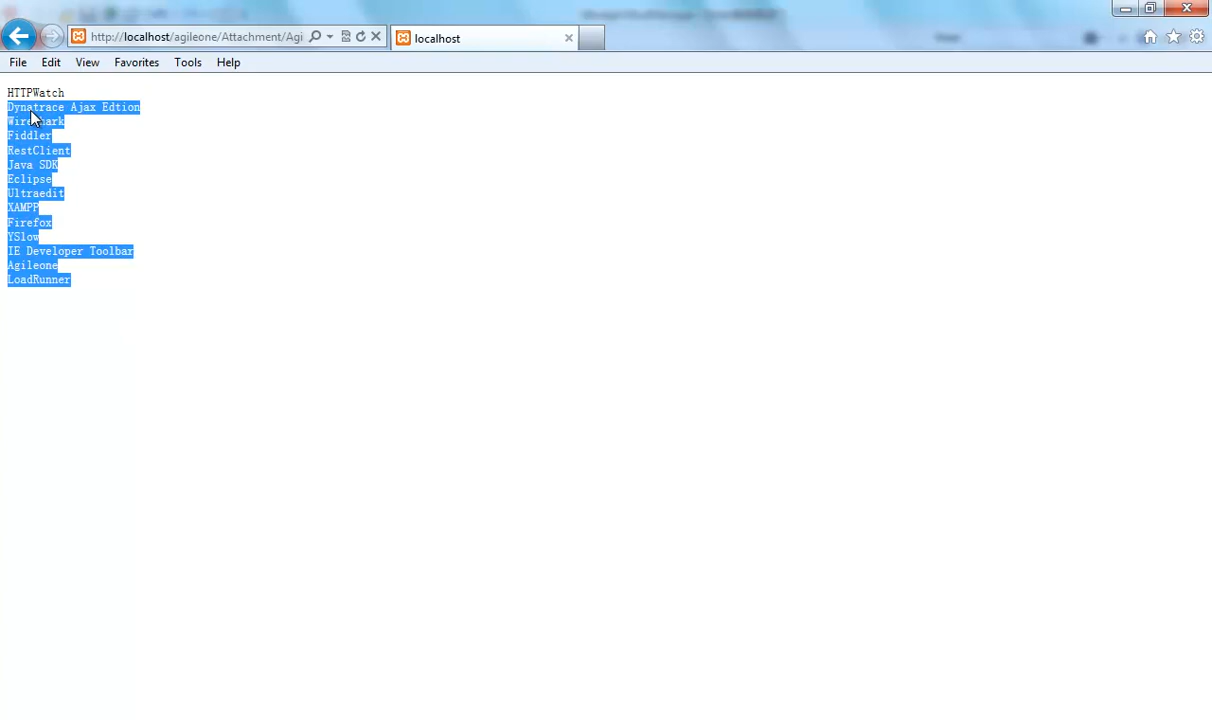 http://localhost/agileone/Attachment/Agi
localhost
File Edit View Favorites Tools Help
HTTPWatch
Dynatrace Ajax Edtion
Fiddler
RestClient
Java SDK
Eclipse
Ultraedit
XAMPP
Firefox
YSlow
IE Developer Toolbar
Agileone
LoadRunner